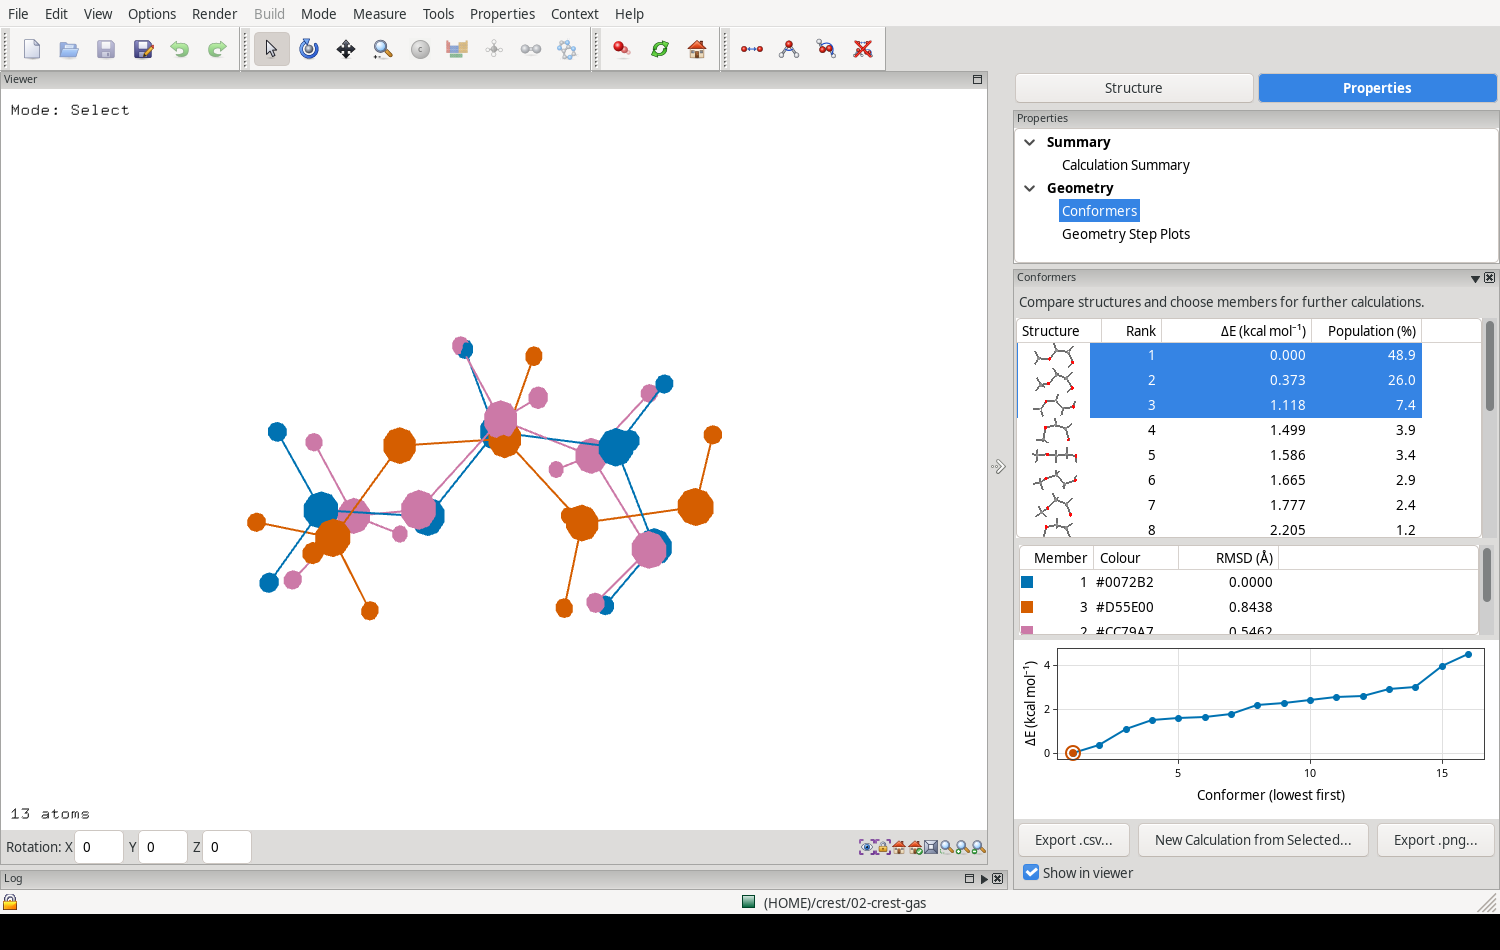 File Edit View Options Render Build Mode Measure Tools Properties Context Help
Viewer
Mode: Select
13 atoms
Rotation: X 0 Y 0 Z 0
Log
(HOME)/crest/02-crest-gas
Structure Properties
Properties
Summary
Calculation Summary
Geometry
Conformers
Geometry Step Plots
Conformers
Compare structures and choose members for further calculations.
Structure Rank ΔE (kcal mol⁻¹) Population (%)
1 0.000 48.9
2 0.373 26.0
3 1.118 7.4
4 1.499 3.9
5 1.586 3.4
6 1.665 2.9
7 1.777 2.4
8 2.205 1.2
Member Colour RMSD (Å)
1 #0072B2 0.0000
3 #D55E00 0.8438
2 #CC79A7 0.5462
ΔE (kcal mol⁻¹)
4
2
0
5 10 15
Conformer (lowest first)
Export .csv... New Calculation from Selected... Export .png...
Show in viewer